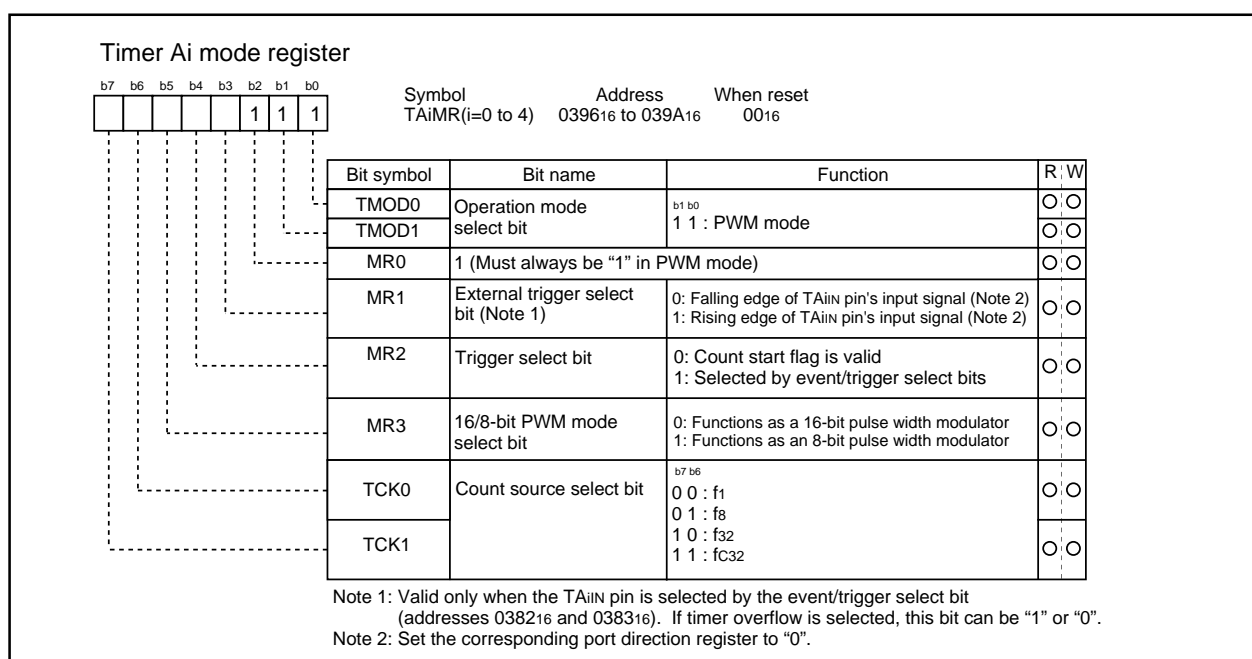 Timer Ai mode register
b7 b6 b5 b4 b3 b2 b1 b0
1 1 1
Symbol Address When reset
TAiMR(i=0 to 4) 039616 to 039A16 0016
Bit symbol Bit name Function R W
TMOD0 Operation mode b1 b0
TMOD1 select bit 1 1 : PWM mode
MR0 1 (Must always be “1” in PWM mode)
MR1 External trigger select 0: Falling edge of TAiIN pin's input signal (Note 2)
bit (Note 1) 1: Rising edge of TAiIN pin's input signal (Note 2)
MR2 Trigger select bit 0: Count start flag is valid
1: Selected by event/trigger select bits
MR3 16/8-bit PWM mode 0: Functions as a 16-bit pulse width modulator
select bit 1: Functions as an 8-bit pulse width modulator
b7 b6
TCK0 Count source select bit 0 0 : f1
0 1 : f8
TCK1 1 0 : f32
1 1 : fC32
Note 1: Valid only when the TAiIN pin is selected by the event/trigger select bit
(addresses 038216 and 038316). If timer overflow is selected, this bit can be “1” or “0”.
Note 2: Set the corresponding port direction register to “0”.